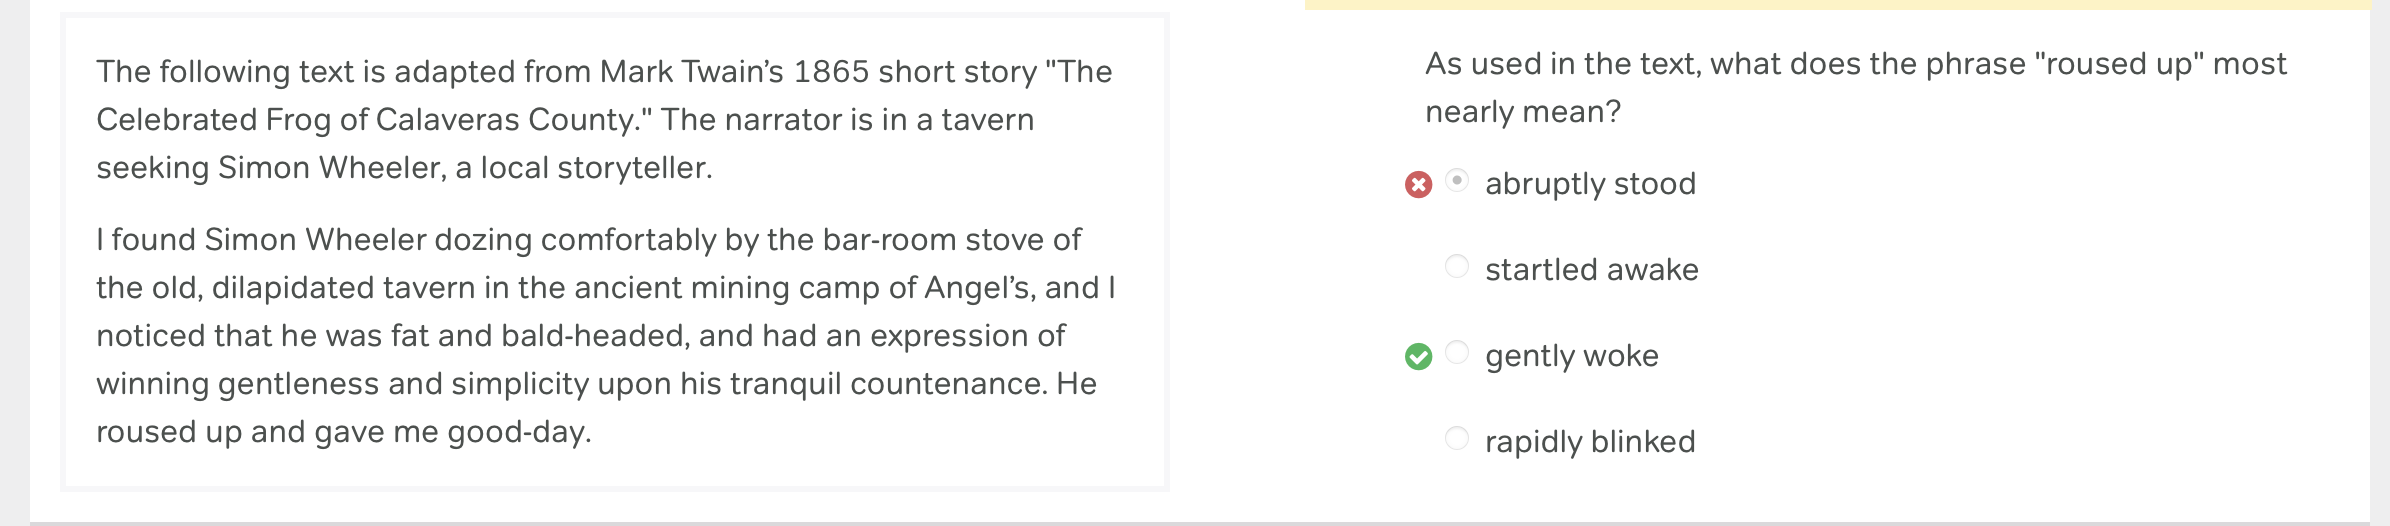 The following text is adapted from Mark Twain’s 1865 short story "The
Celebrated Frog of Calaveras County." The narrator is in a tavern
seeking Simon Wheeler, a local storyteller.
I found Simon Wheeler dozing comfortably by the bar-room stove of
the old, dilapidated tavern in the ancient mining camp of Angel’s, and I
noticed that he was fat and bald-headed, and had an expression of
winning gentleness and simplicity upon his tranquil countenance. He
roused up and gave me good-day.
As used in the text, what does the phrase "roused up" most
nearly mean?
abruptly stood
startled awake
gently woke
rapidly blinked